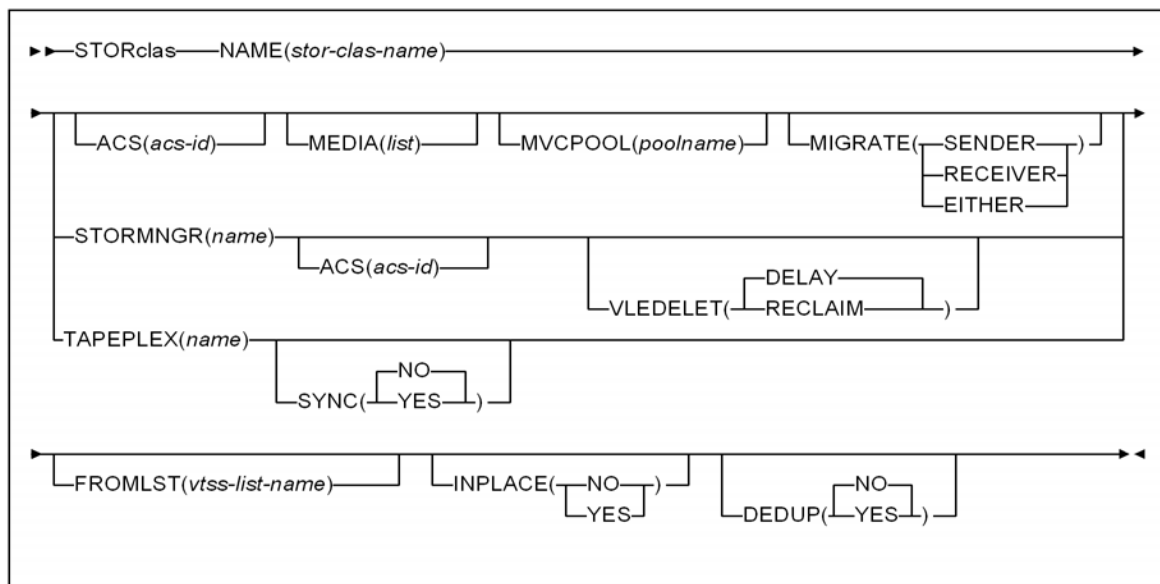 STORclas NAME(stor-clas-name)
ACS(acs-id) MEDIA(list) MVCPOOL(poolname) MIGRATE( SENDER )
RECEIVER
EITHER
STORMNGR(name)
ACS(acs-id)
DELAY
VLEDELET( RECLAIM )
TAPEPLEX(name)
NO
SYNC( YES )
FROMLST(vtss-list-name) INPLACE( NO )
YES
NO
DEDUP( YES )